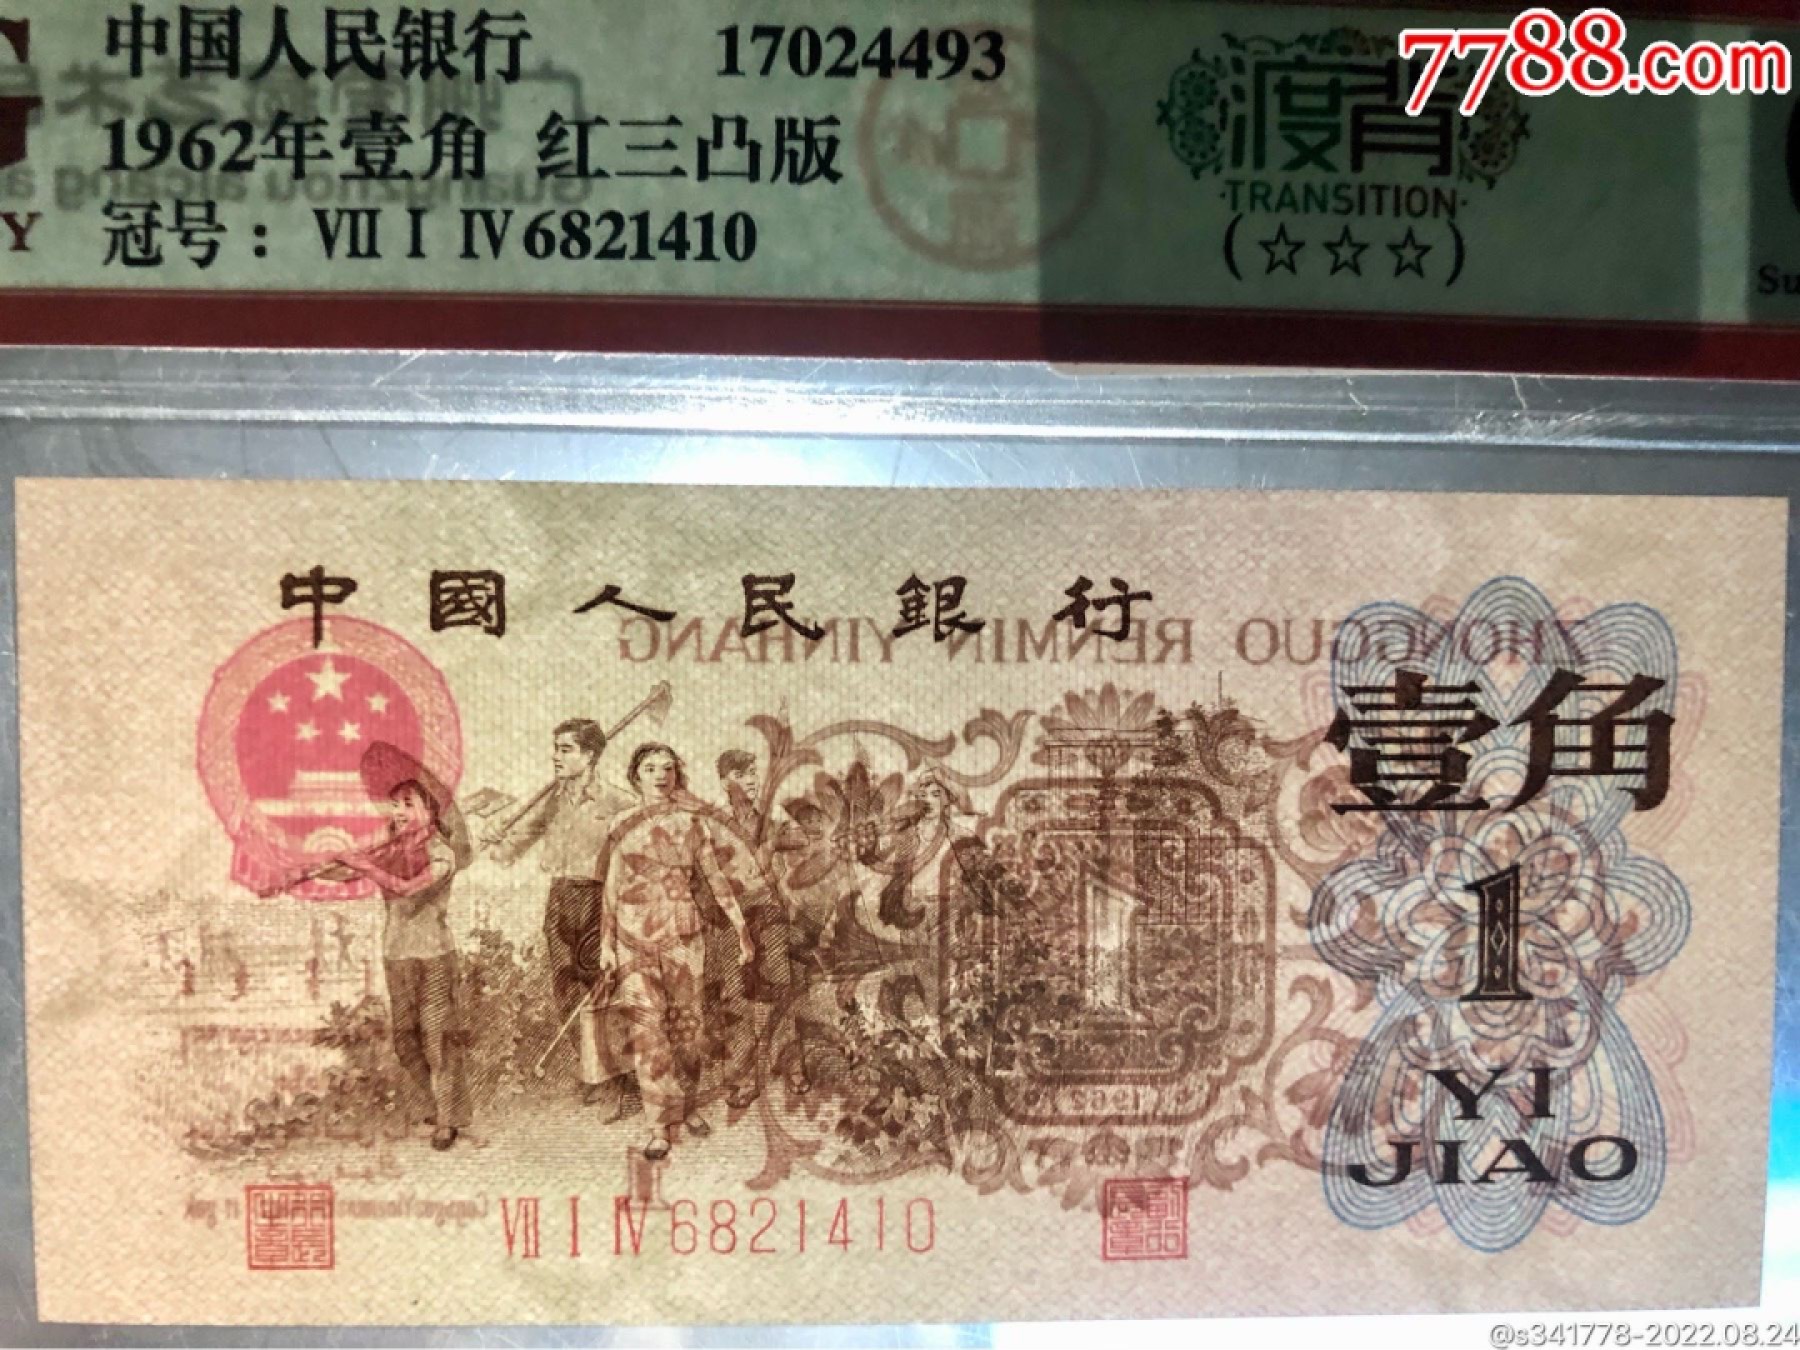 7788.com
中国人民银行 17024493
1962年壹角 红三凸版
冠号：ⅦⅠⅣ6821410
渡背
·TRANSITION·
(☆☆☆)
Y
Su
中國人民銀行
ZHONGGUO RENMIN YINHANG
壹角
1
YI
JIAO
1962
ⅦⅠⅣ6821410
@s341778-2022.08.24